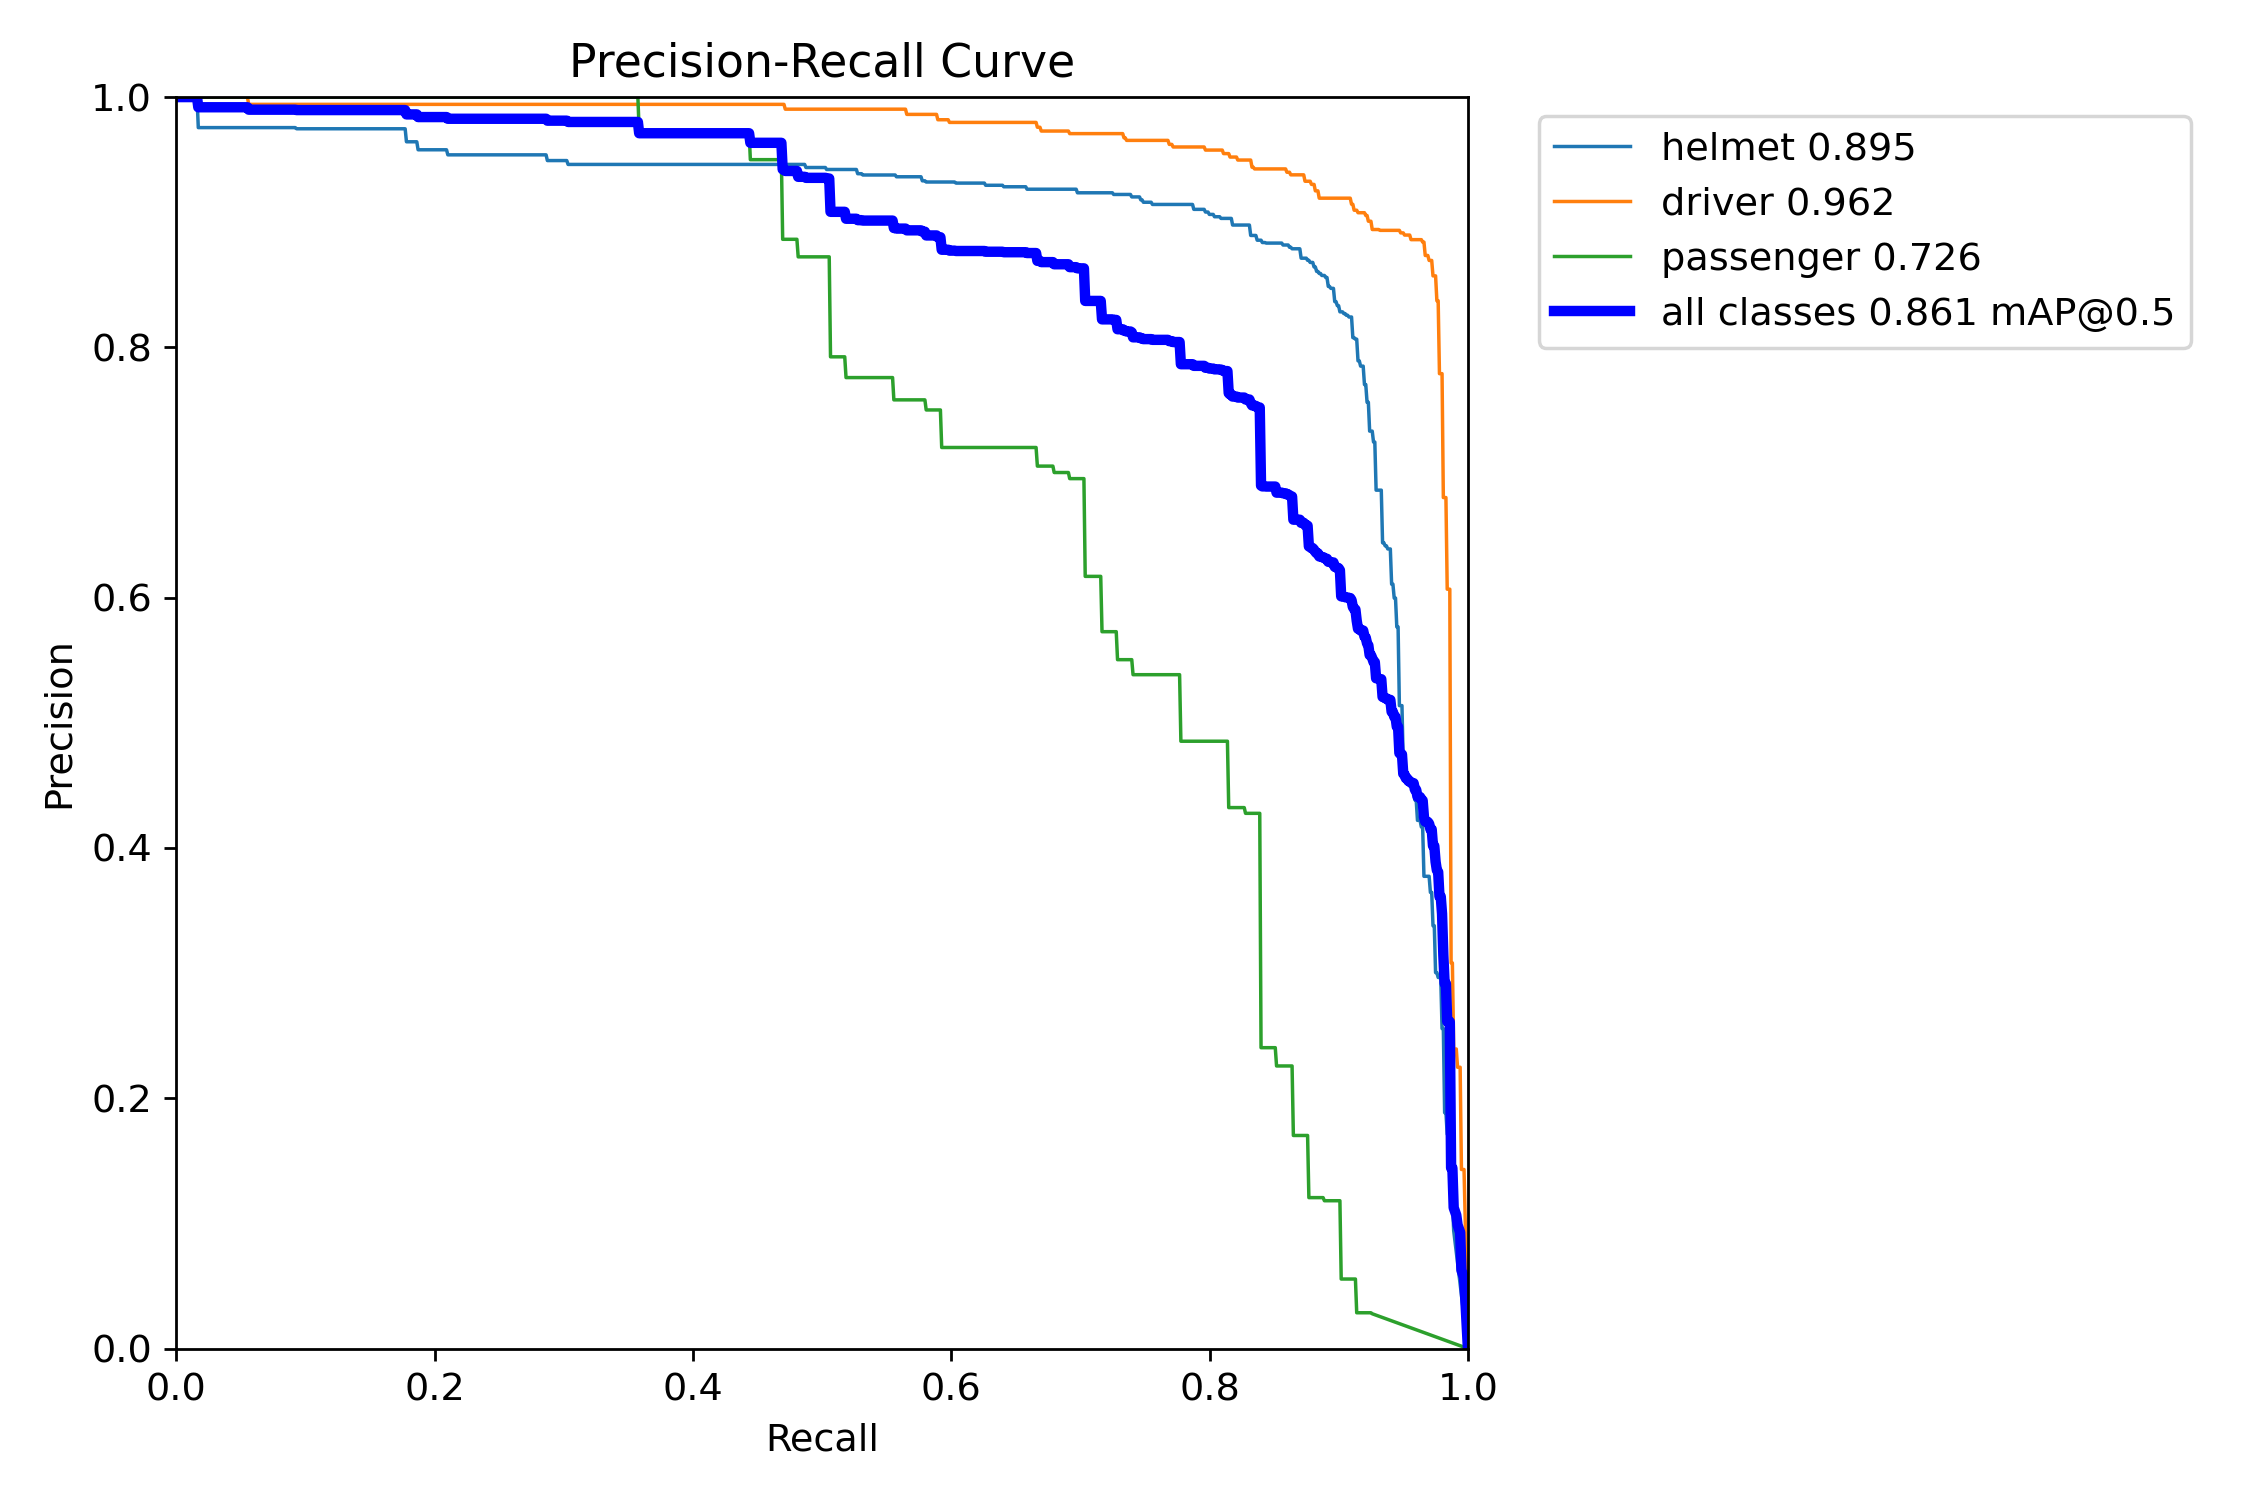 Precision-Recall Curve
1.0
0.8
0.6
0.4
0.2
0.0
Precision
0.0 0.2 0.4 0.6 0.8 1.0
Recall
helmet 0.895
driver 0.962
passenger 0.726
all classes 0.861 mAP@0.5